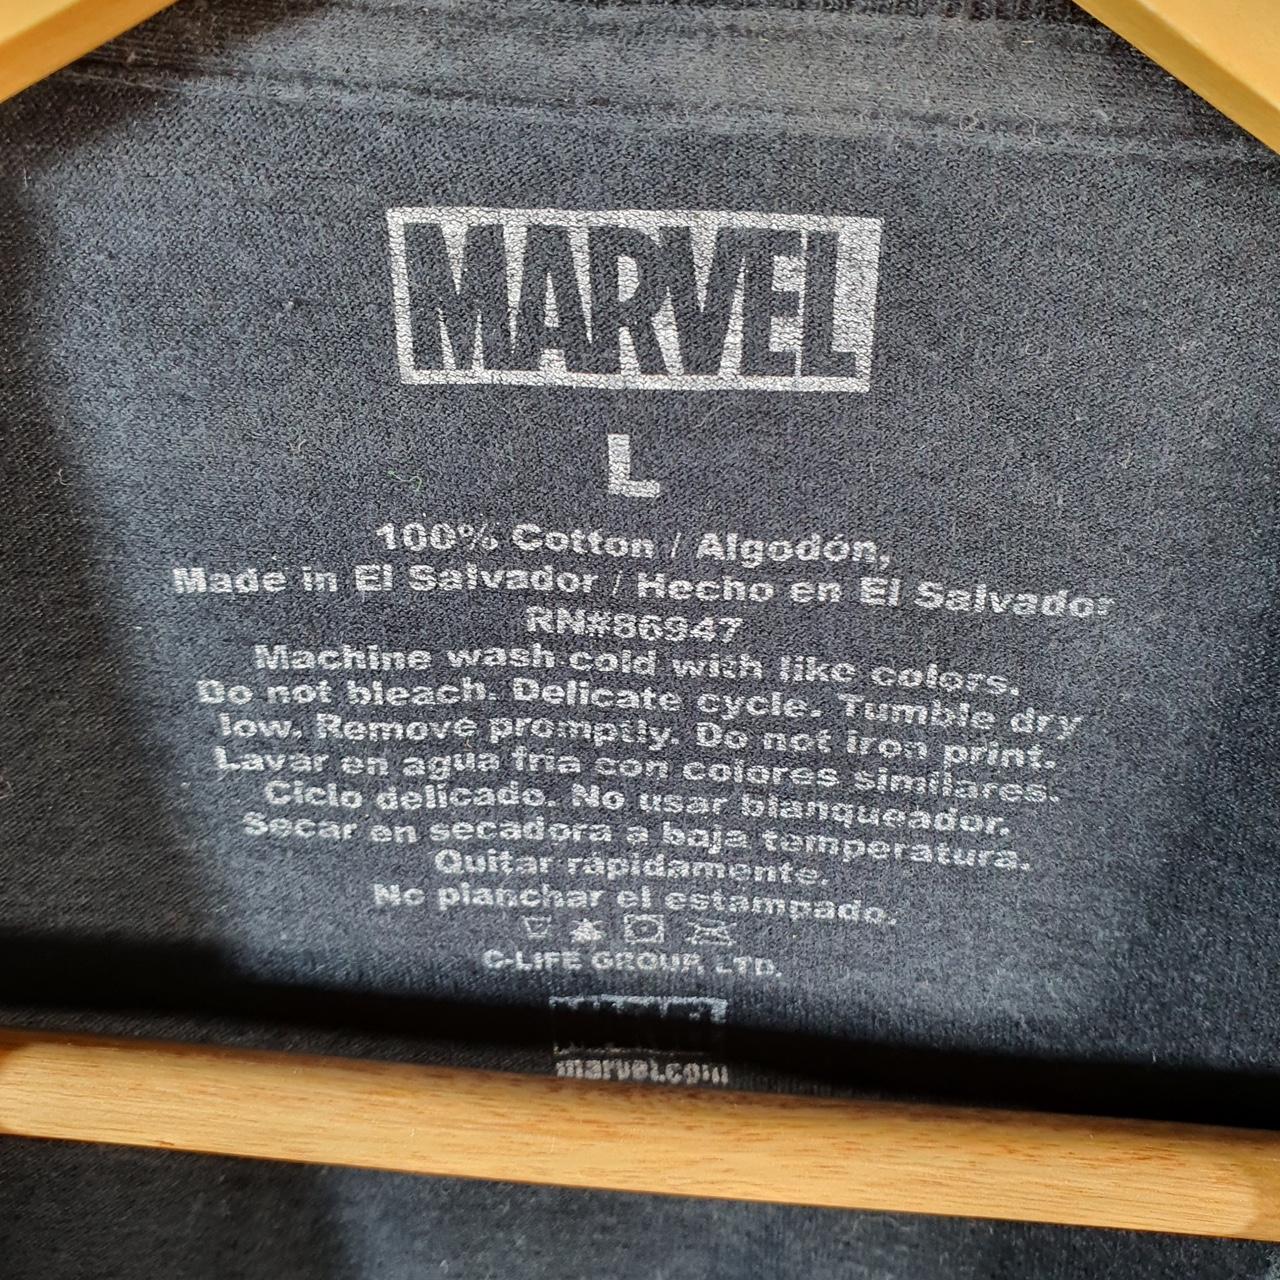 MARVEL
L
100% Cotton / Algodón,
Made in El Salvador / Hecho en El Salvador
RN#86947
Machine wash cold with like colors.
Do not bleach. Delicate cycle. Tumble dry
low. Remove promptly. Do not iron print.
Lavar en agua fria con colores similares.
Ciclo delicado. No usar blanqueador.
Secar en secadora a baja temperatura.
Quitar rápidamente.
No planchar el estampado.
C-LIFE GROUP, LTD.
MARVEL
marvel.com